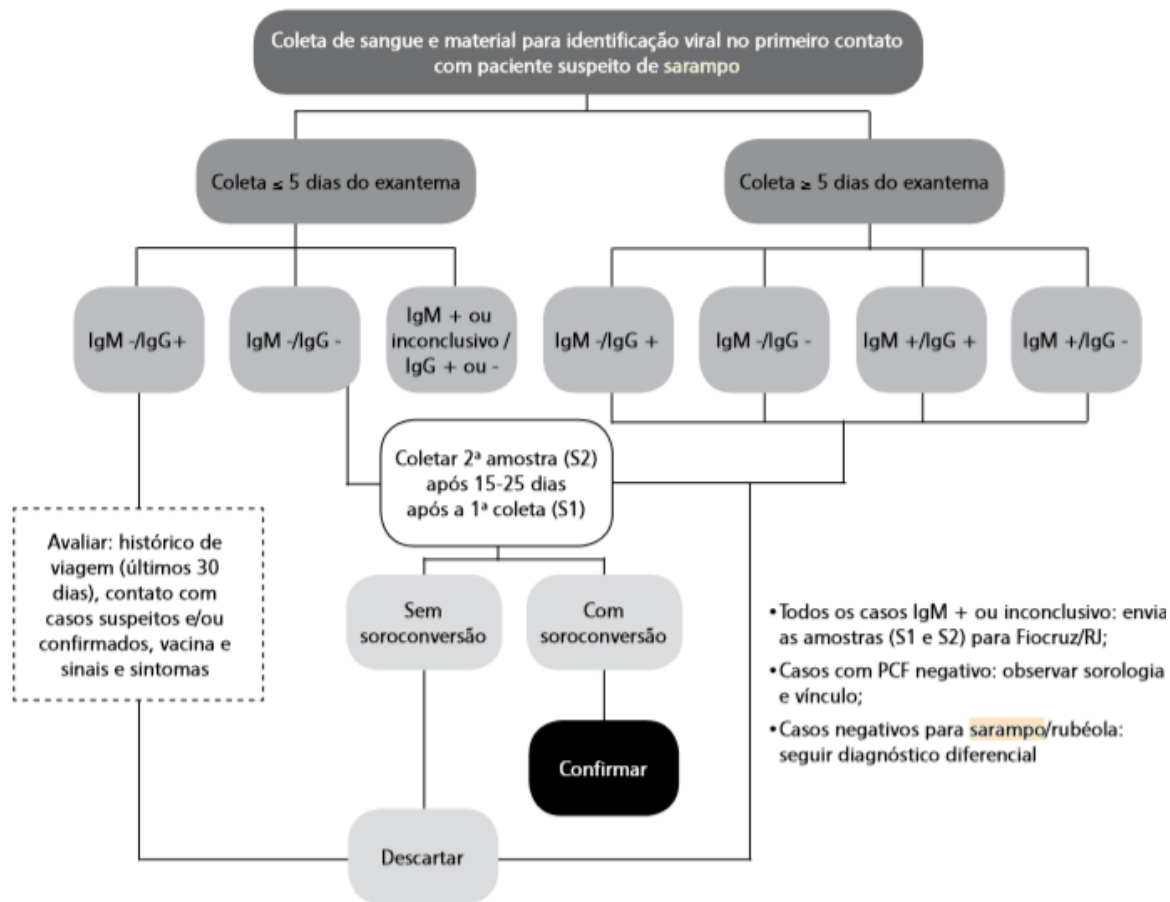 Coleta de sangue e material para identificação viral no primeiro contato
com paciente suspeito de sarampo
Coleta ≤ 5 dias do exantema
Coleta ≥ 5 dias do exantema
IgM -/IgG+
IgM -/IgG -
IgM + ou
inconclusivo /
IgG + ou -
IgM -/IgG +
IgM -/IgG -
IgM +/IgG +
IgM +/IgG -
Coletar 2ª amostra (S2)
após 15-25 dias
após a 1ª coleta (S1)
Avaliar: histórico de
viagem (últimos 30
dias), contato com
casos suspeitos e/ou
confirmados, vacina e
sinais e sintomas
Sem
soroconversão
Com
soroconversão
•Todos os casos IgM + ou inconclusivo: envia
as amostras (S1 e S2) para Fiocruz/RJ;
•Casos com PCF negativo: observar sorologia
e vínculo;
•Casos negativos para sarampo/rubéola:
seguir diagnóstico diferencial
Confirmar
Descartar